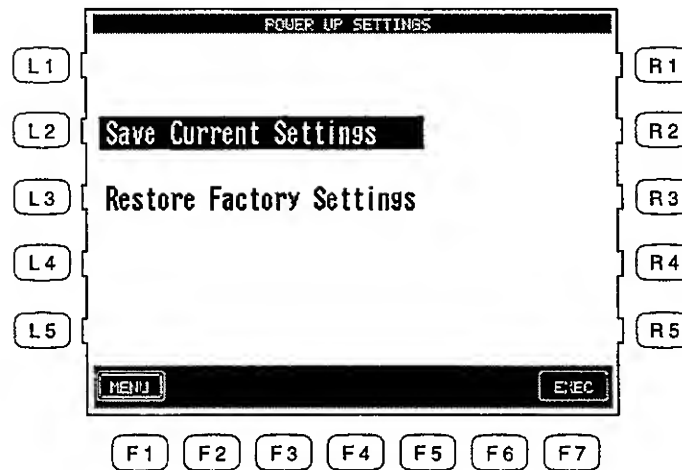 POWER UP SETTINGS
L1
R1
L2
Save Current Settings
R2
L3
Restore Factory Settings
R3
L4
R4
L5
R5
MENU
EXEC
F1 F2 F3 F4 F5 F6 F7